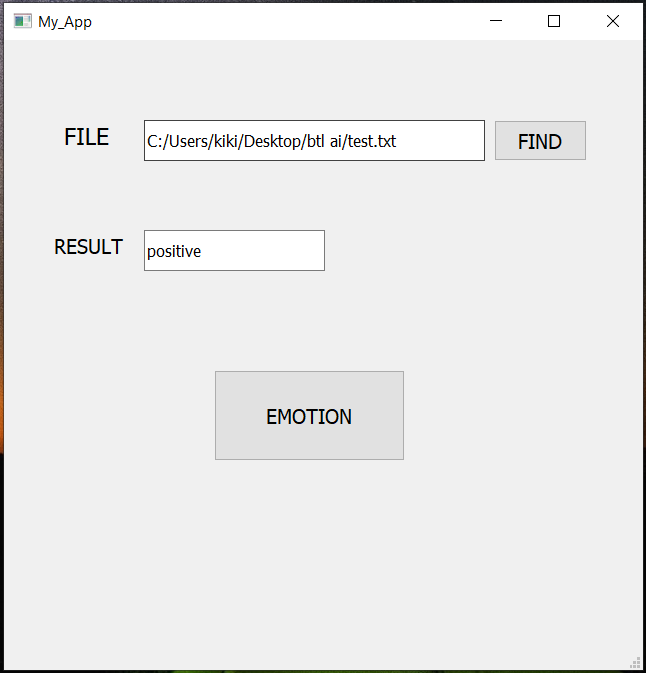 My_App
FILE C:/Users/kiki/Desktop/btl ai/test.txt FIND
RESULT positive
EMOTION